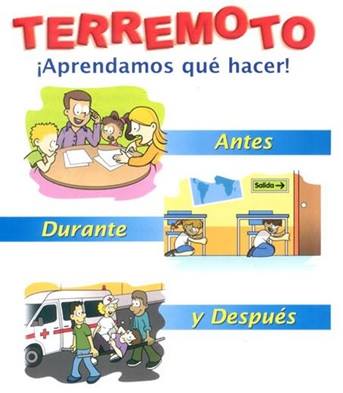 TERREMOTO
¡Aprendamos qué hacer!
Antes
Salida
Durante
y Después